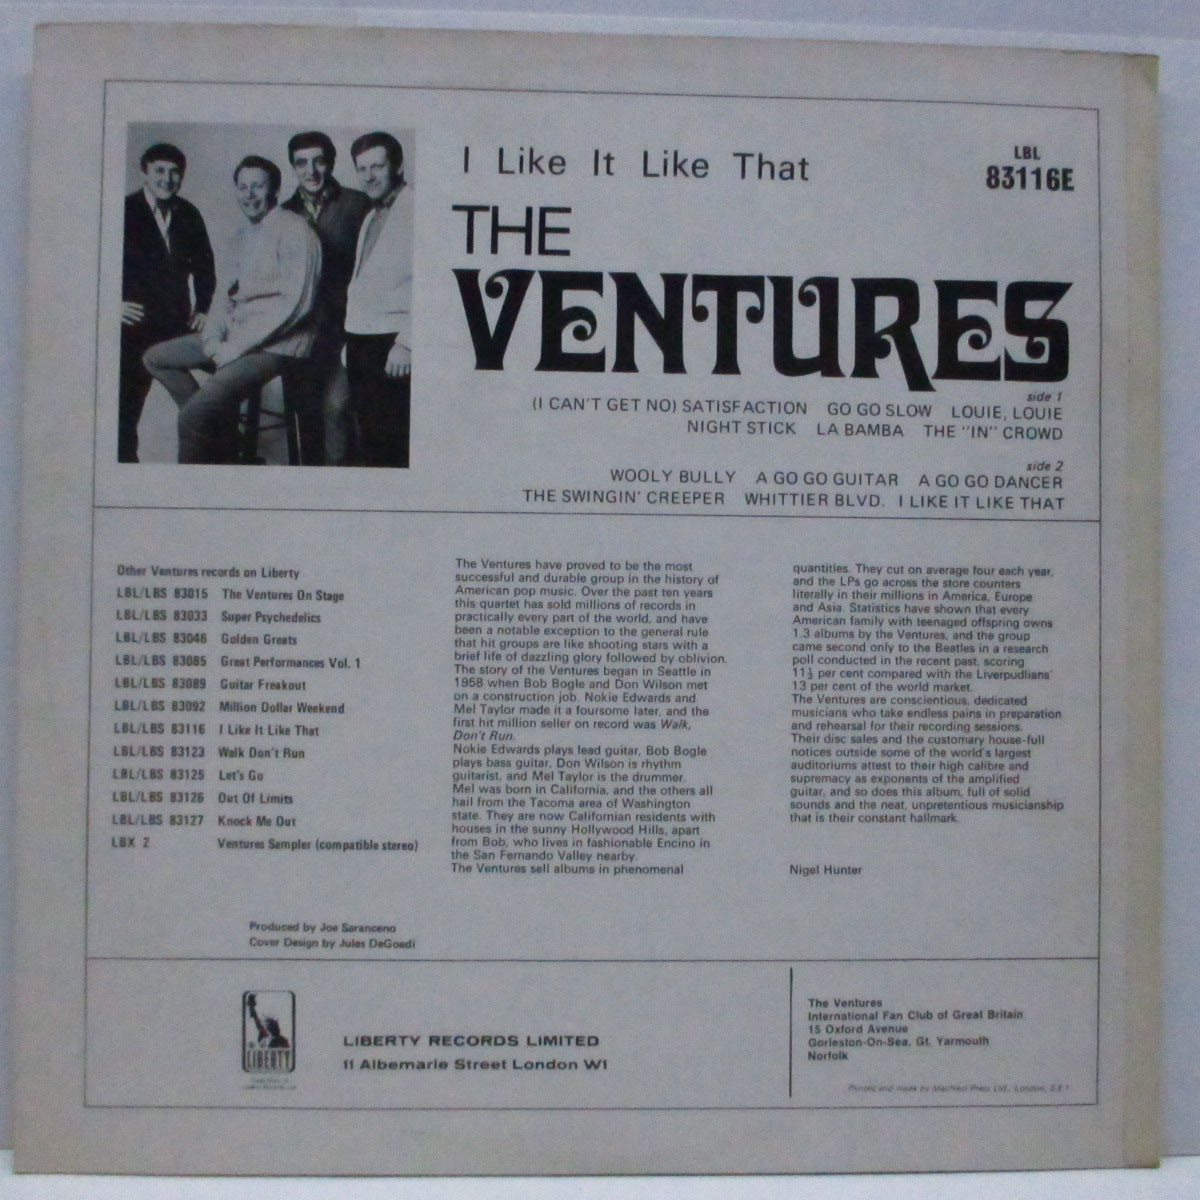 I Like It Like That
LBL
83116E
THE
VENTURES
side 1
(I CAN'T GET NO) SATISFACTION GO GO SLOW LOUIE, LOUIE
NIGHT STICK LA BAMBA THE "IN" CROWD
side 2
WOOLY BULLY A GO GO GUITAR A GO GO DANCER
THE SWINGIN' CREEPER WHITTIER BLVD. I LIKE IT LIKE THAT
Other Ventures records on Liberty
LBL/LBS 83015 The Ventures On Stage
LBL/LBS 83033 Super Psychedelics
LBL/LBS 83046 Golden Greats
LBL/LBS 83085 Great Performances Vol. 1
LBL/LBS 83089 Guitar Freakout
LBL/LBS 83092 Million Dollar Weekend
LBL/LBS 83116 I Like It Like That
LBL/LBS 83123 Walk Don't Run
LBL/LBS 83125 Let's Go
LBL/LBS 83126 Out Of Limits
LBL/LBS 83127 Knock Me Out
LBX 2 Ventures Sampler (compatible stereo)
Produced by Joe Saranceno
Cover Design by Jules DeGoedi
The Ventures have proved to be the most
successful and durable group in the history of
American pop music. Over the past ten years
this quartet has sold millions of records in
practically every part of the world, and have
been a notable exception to the general rule
that hit groups are like shooting stars with a
brief life of dazzling glory followed by oblivion.
The story of the Ventures began in Seattle in
1958 when Bob Bogle and Don Wilson met
on a construction job. Nokie Edwards and
Mel Taylor made it a foursome later, and the
first hit million seller on record was Walk,
Don't Run.
Nokie Edwards plays lead guitar, Bob Bogle
plays bass guitar, Don Wilson is rhythm
guitarist, and Mel Taylor is the drummer.
Mel was born in California, and the others all
hail from the Tacoma area of Washington
state. They are now Californian residents with
houses in the sunny Hollywood Hills, apart
from Bob, who lives in fashionable Encino in
the San Fernando Valley nearby.
The Ventures sell albums in phenomenal
quantities. They cut on average four each year,
and the LPs go across the store counters
literally in their millions in America, Europe
and Asia. Statistics have shown that every
American family with teenaged offspring owns
1.3 albums by the Ventures, and the group
came second only to the Beatles in a research
poll conducted in the recent past, scoring
11½ per cent compared with the Liverpudlians'
13 per cent of the world market.
The Ventures are conscientious, dedicated
musicians who take endless pains in preparation
and rehearsal for their recording sessions.
Their disc sales and the customary house-full
notices outside some of the world's largest
auditoriums attest to their high calibre and
supremacy as exponents of the amplified
guitar, and so does this album, full of solid
sounds and the neat, unpretentious musicianship
that is their constant hallmark.
Nigel Hunter
LIBERTY
LIBERTY RECORDS LIMITED
11 Albemarle Street London W1
The Ventures
International Fan Club of Great Britain
15 Oxford Avenue
Gorleston-On-Sea, Gt. Yarmouth
Norfolk
Printed and made by MacNeill Press Ltd., London, S.E.1